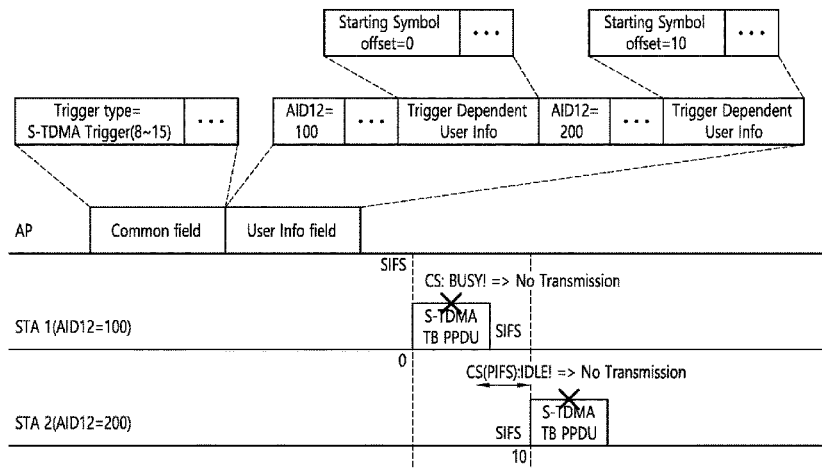 Starting Symbol
offset=0
...
Starting Symbol
offset=10
...
Trigger type=
S-TDMA Trigger(8~15)
...
AID12=
100
...
Trigger Dependent
User Info
AID12=
200
...
Trigger Dependent
User Info
AP
Common field
User Info field
SIFS
CS: BUSY! => No Transmission
STA 1(AID12=100)
S-TDMA
TB PPDU
SIFS
0
CS(PIFS):IDLE! => No Transmission
STA 2(AID12=200)
SIFS
S-TDMA
TB PPDU
10